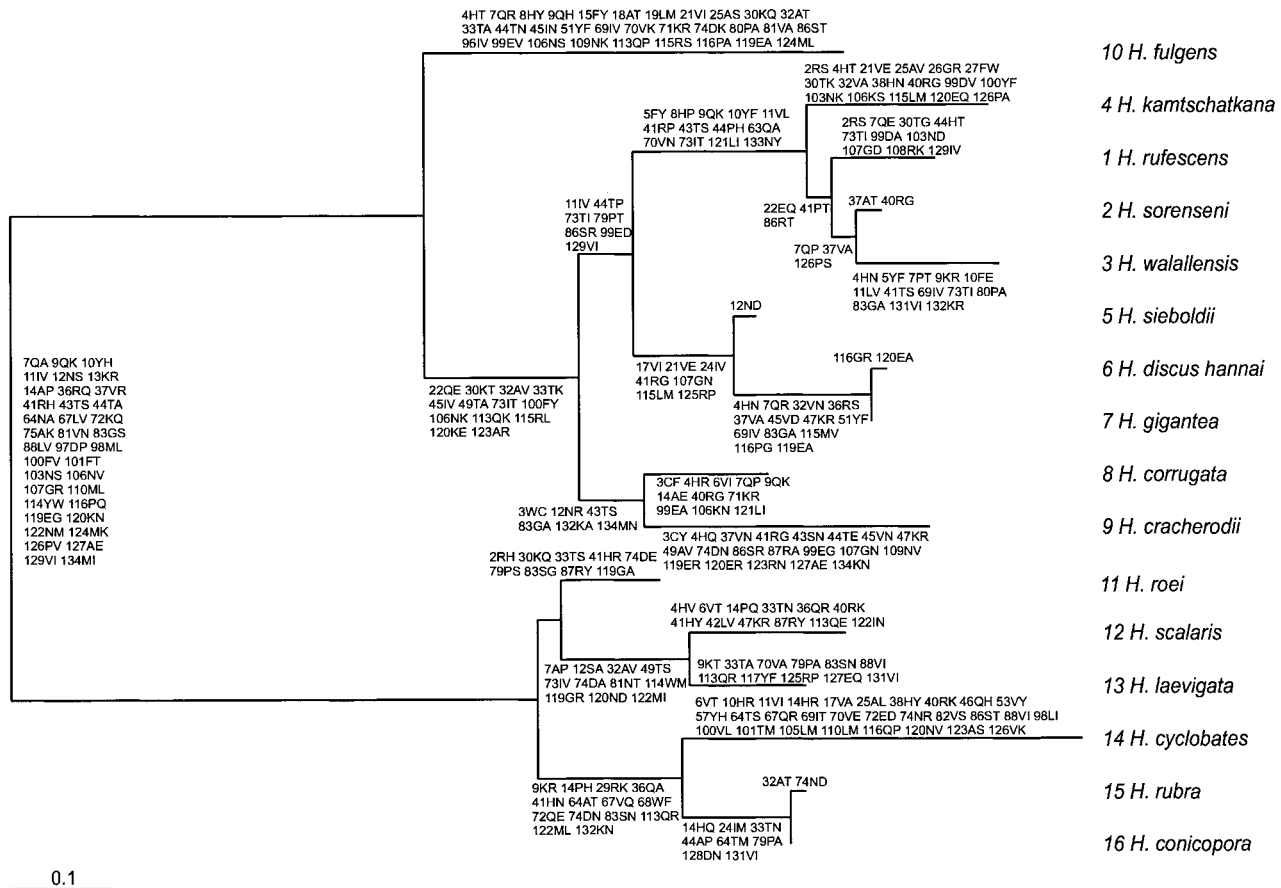 4HT 7QR 8HY 9QH 15FY 18AT 19LM 21VI 25AS 30KQ 32AT
33TA 44TN 45IN 51YF 69IV 70VK 71KR 74DK 80PA 81VA 86ST
96IV 99EV 106NS 109NK 113QP 115RS 116PA 119EA 124ML
10 H. fulgens
2RS 4HT 21VE 25AV 26GR 27FW
30TK 32VA 38HN 40RG 99DV 100YF
103NK 106KS 115LM 120EQ 126PA
4 H. kamtschatkana
5FY 8HP 9QK 10YF 11VL
41RP 43TS 44PH 63QA
70VN 73IT 121LI 133NY
2RS 7QE 30TG 44HT
73TI 99DA 103ND
107GD 108RK 129IV
1 H. rufescens
11IV 44TP
73TI 79PT
86SR 99ED
129VI
22EQ 41PT
86RT
37AT 40RG
2 H. sorenseni
7QP 37VA
126PS
3 H. walallensis
4HN 5YF 7PT 9KR 10FE
11LV 41TS 69IV 73TI 80PA
83GA 131VI 132KR
12ND
5 H. sieboldii
17VI 21VE 24IV
41RG 107GN
115LM 125RP
116GR 120EA
6 H. discus hannai
4HN 7QR 32VN 36RS
37VA 45VD 47KR 51YF
69IV 83GA 115MV
116PG 119EA
7 H. gigantea
7QA 9QK 10YH
11IV 12NS 13KR
14AP 36RQ 37VR
41RH 43TS 44TA
64NA 67LV 72KQ
75AK 81VN 83GS
88LV 97DP 98ML
100FV 101FT
103NS 106NV
107GR 110ML
114YW 116PQ
119EG 120KN
122NM 124MK
126PV 127AE
129VI 134MI
22QE 30KT 32AV 33TK
45IV 49TA 73IT 100FY
106NK 113QK 115RL
120KE 123AR
8 H. corrugata
3CF 4HR 6VI 7QP 9QK
14AE 40RG 71KR
99EA 106KN 121LI
3WC 12NR 43TS
83GA 132KA 134MN
9 H. cracherodii
3CY 4HQ 37VN 41RG 43SN 44TE 45VN 47KR
49AV 74DN 86SR 87RA 99EG 107GN 109NV
119ER 120ER 123RN 127AE 134KN
2RH 30KQ 33TS 41HR 74DE
79PS 83SG 87RY 119GA
11 H. roei
4HV 6VT 14PQ 33TN 36QR 40RK
41HY 42LV 47KR 87RY 113QE 122IN
12 H. scalaris
7AP 12SA 32AV 49TS
73IV 74DA 81NT 114WM
119GR 120ND 122MI
9KT 33TA 70VA 79PA 83SN 88VI
113QR 117YF 125RP 127EQ 131VI
13 H. laevigata
6VT 10HR 11VI 14HR 17VA 25AL 38HY 40RK 46QH 53VY
57YH 64TS 67QR 69IT 70VE 72ED 74NR 82VS 86ST 88VI 98LI
100VL 101TM 105LM 110LM 116QP 120NV 123AS 126VK
14 H. cyclobates
9KR 14PH 29RK 36QA
41HN 64AT 67VQ 68WF
72QE 74DN 83SN 113QR
122ML 132KN
32AT 74ND
15 H. rubra
14HQ 24IM 33TN
44AP 64TM 79PA
128DN 131VI
16 H. conicopora
0.1